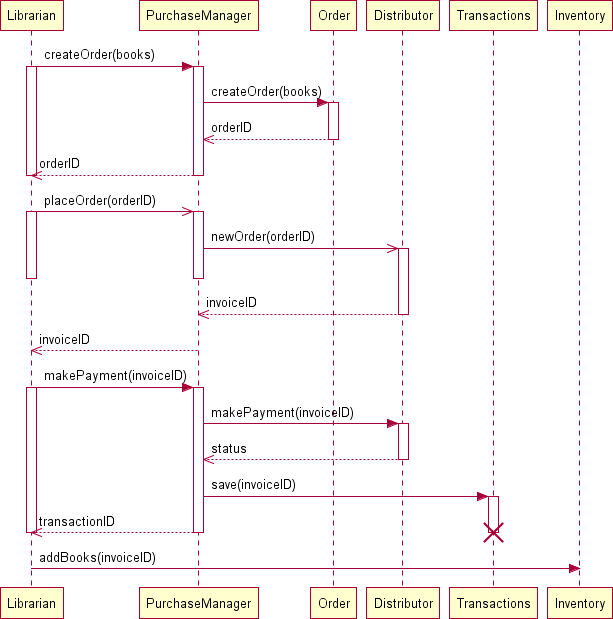 Librarian PurchaseManager Order Distributor Transactions Inventory
createOrder(books)
createOrder(books)
orderID
orderID
placeOrder(orderID)
newOrder(orderID)
invoiceID
invoiceID
makePayment(invoiceID)
makePayment(invoiceID)
status
save(invoiceID)
transactionID
addBooks(invoiceID)
Librarian PurchaseManager Order Distributor Transactions Inventory